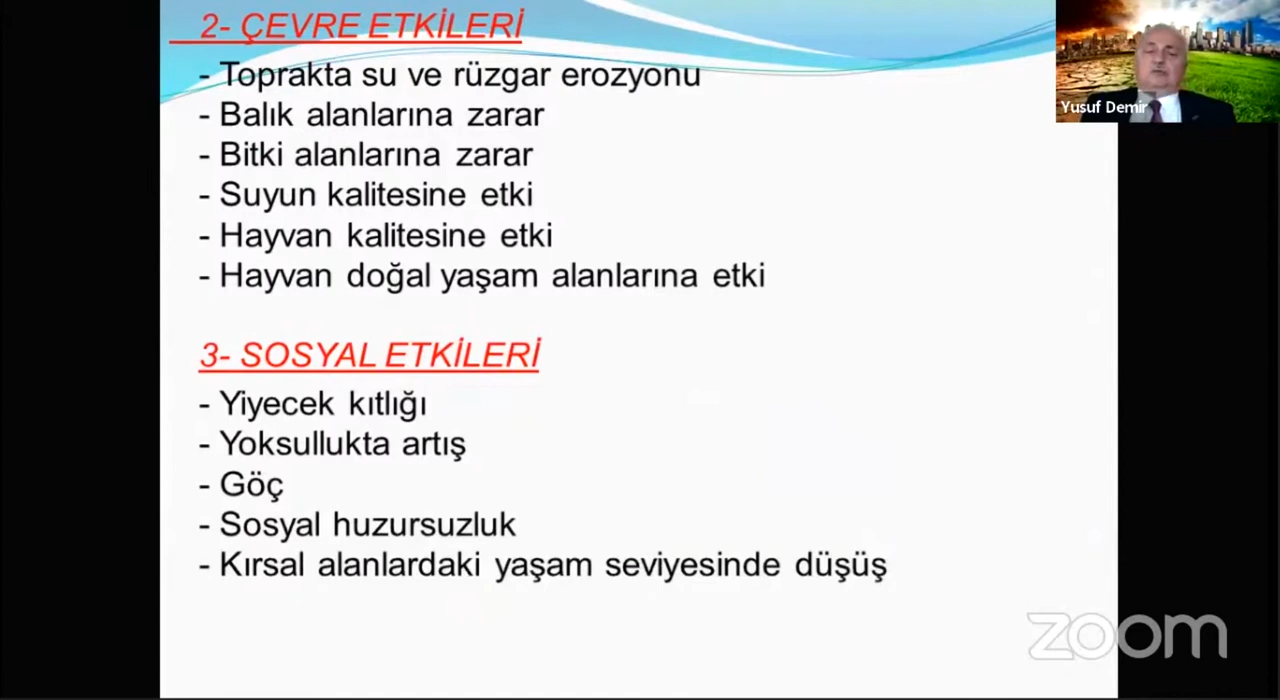 2- ÇEVRE ETKİLERİ
- Toprakta su ve rüzgar erozyonu
- Balık alanlarına zarar
- Bitki alanlarına zarar
- Suyun kalitesine etki
- Hayvan kalitesine etki
- Hayvan doğal yaşam alanlarına etki
3- SOSYAL ETKİLERİ
- Yiyecek kıtlığı
- Yoksullukta artış
- Göç
- Sosyal huzursuzluk
- Kırsal alanlardaki yaşam seviyesinde düşüş
Yusuf Demir
zoom